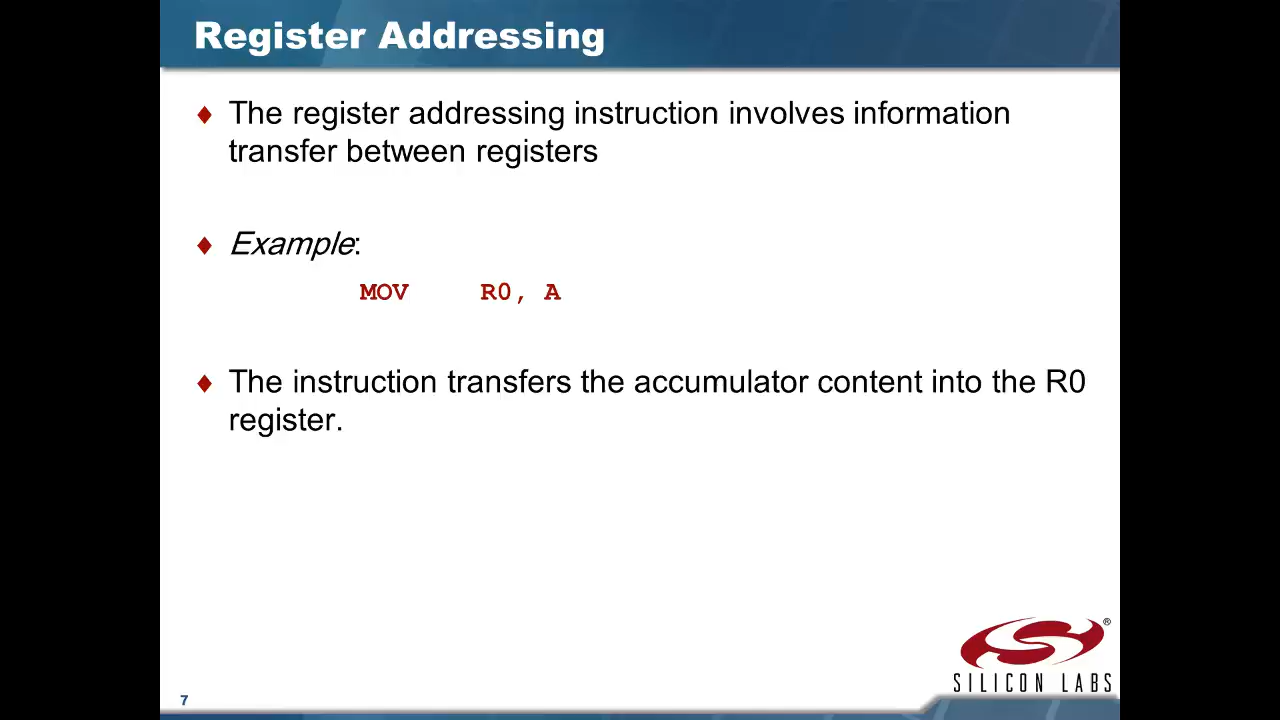 Register Addressing
♦ The register addressing instruction involves information
transfer between registers
♦ Example:
MOV R0, A
♦ The instruction transfers the accumulator content into the R0
register.
®
SILICON LABS
7